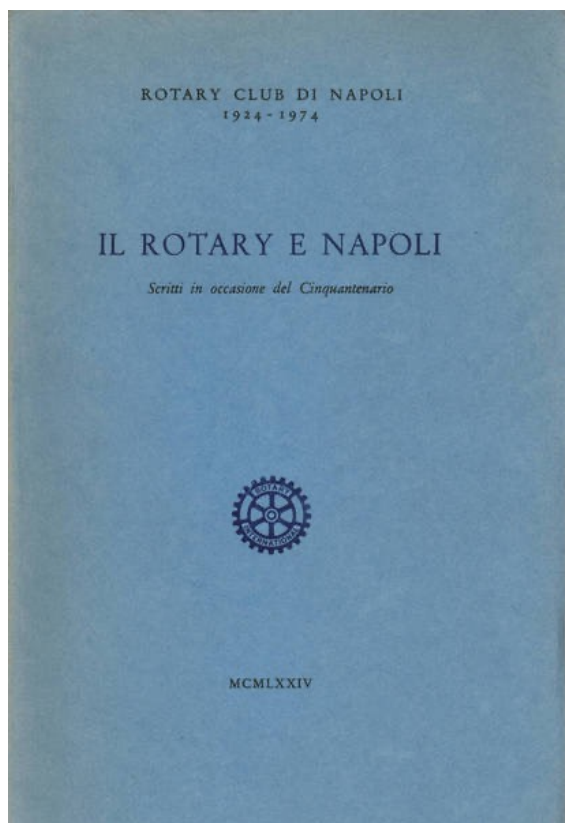 ROTARY CLUB DI NAPOLI
1924-1974
IL ROTARY E NAPOLI
Scritti in occasione del Cinquantenario
ROTARY
INTERNATIONAL
MCMLXXIV